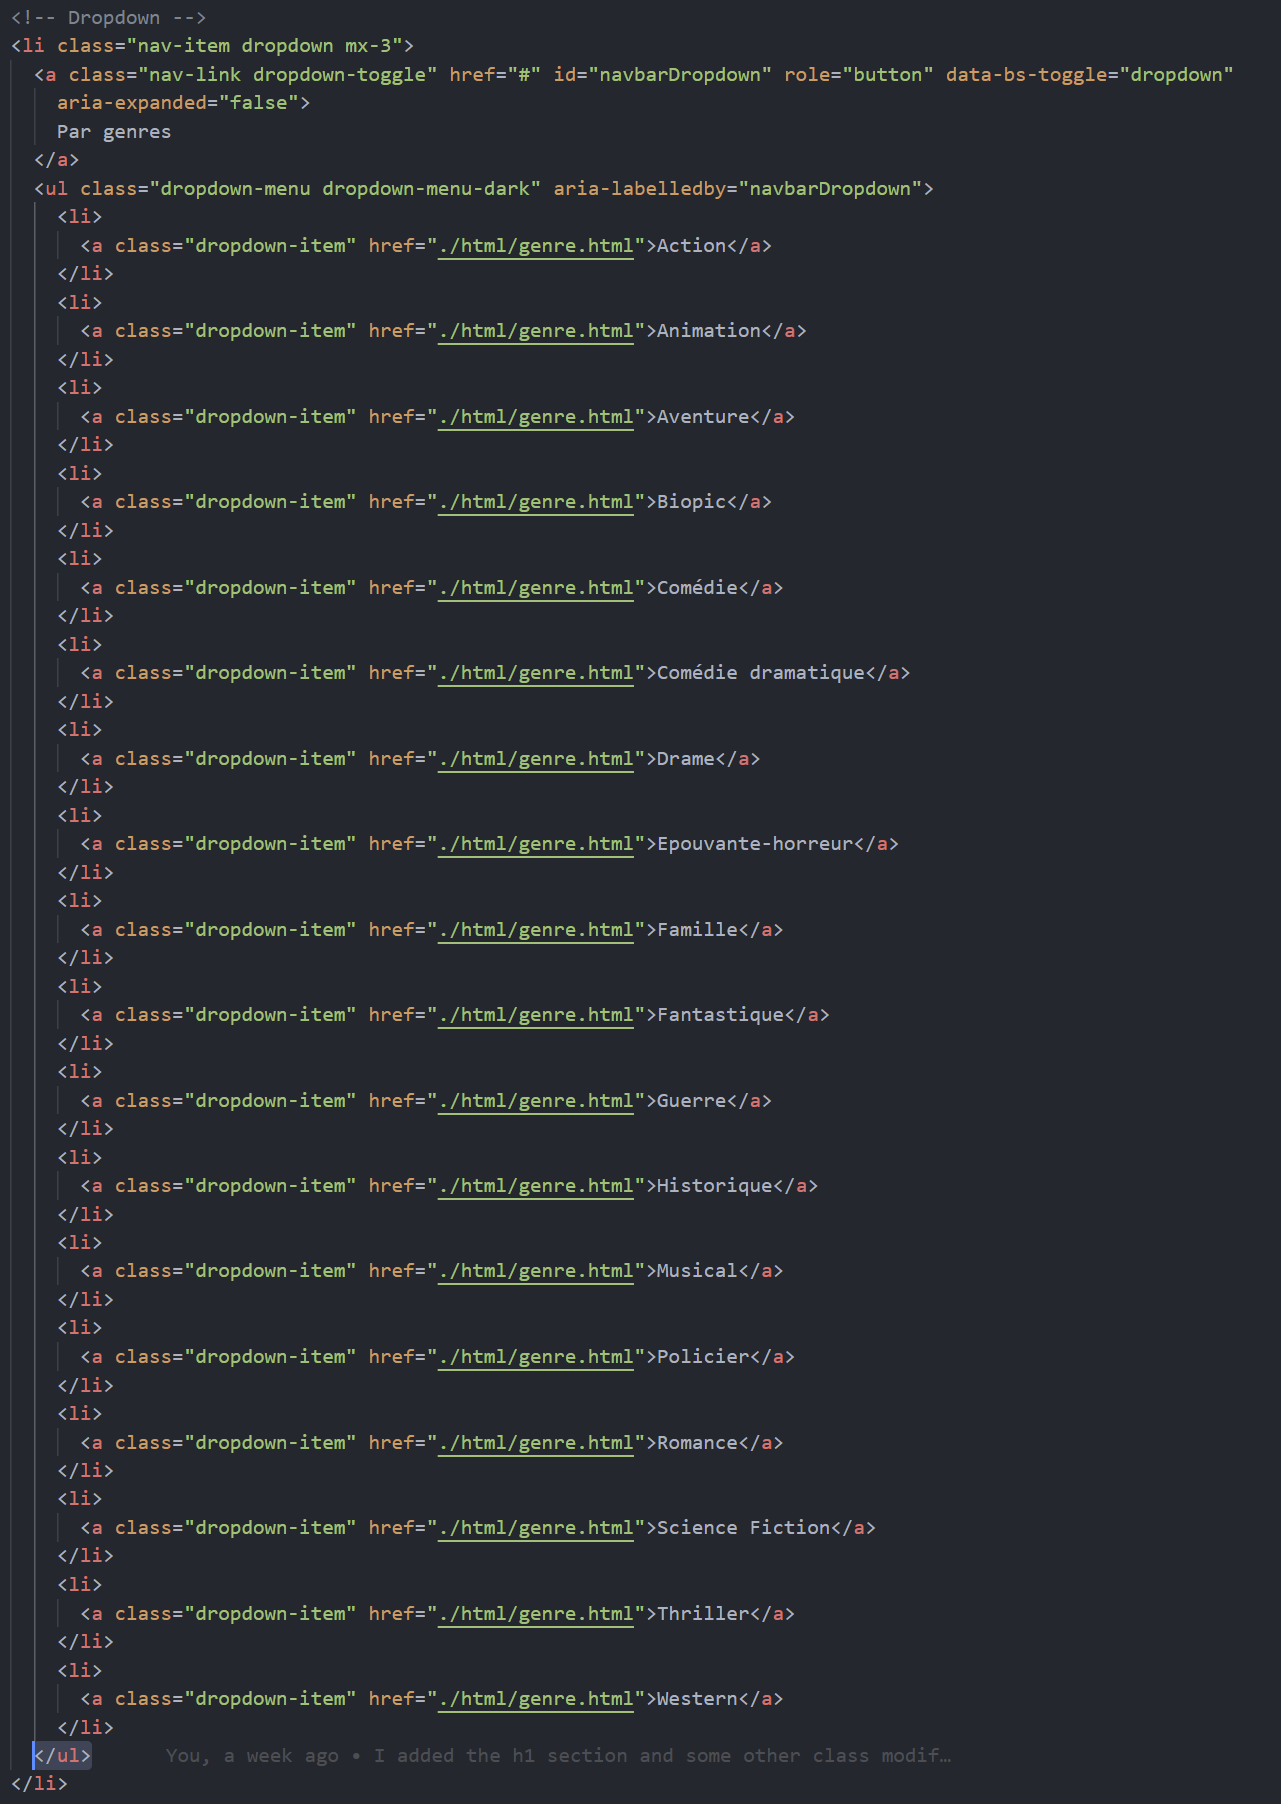 <!-- Dropdown -->
<li class="nav-item dropdown mx-3">
<a class="nav-link dropdown-toggle" href="#" id="navbarDropdown" role="button" data-bs-toggle="dropdown"
aria-expanded="false">
Par genres
</a>
<ul class="dropdown-menu dropdown-menu-dark" aria-labelledby="navbarDropdown">
<li>
<a class="dropdown-item" href="./html/genre.html">Action</a>
</li>
<li>
<a class="dropdown-item" href="./html/genre.html">Animation</a>
</li>
<li>
<a class="dropdown-item" href="./html/genre.html">Aventure</a>
</li>
<li>
<a class="dropdown-item" href="./html/genre.html">Biopic</a>
</li>
<li>
<a class="dropdown-item" href="./html/genre.html">Comédie</a>
</li>
<li>
<a class="dropdown-item" href="./html/genre.html">Comédie dramatique</a>
</li>
<li>
<a class="dropdown-item" href="./html/genre.html">Drame</a>
</li>
<li>
<a class="dropdown-item" href="./html/genre.html">Epouvante-horreur</a>
</li>
<li>
<a class="dropdown-item" href="./html/genre.html">Famille</a>
</li>
<li>
<a class="dropdown-item" href="./html/genre.html">Fantastique</a>
</li>
<li>
<a class="dropdown-item" href="./html/genre.html">Guerre</a>
</li>
<li>
<a class="dropdown-item" href="./html/genre.html">Historique</a>
</li>
<li>
<a class="dropdown-item" href="./html/genre.html">Musical</a>
</li>
<li>
<a class="dropdown-item" href="./html/genre.html">Policier</a>
</li>
<li>
<a class="dropdown-item" href="./html/genre.html">Romance</a>
</li>
<li>
<a class="dropdown-item" href="./html/genre.html">Science Fiction</a>
</li>
<li>
<a class="dropdown-item" href="./html/genre.html">Thriller</a>
</li>
<li>
<a class="dropdown-item" href="./html/genre.html">Western</a>
</li>
</ul> You, a week ago • I added the h1 section and some other class modif…
</li>